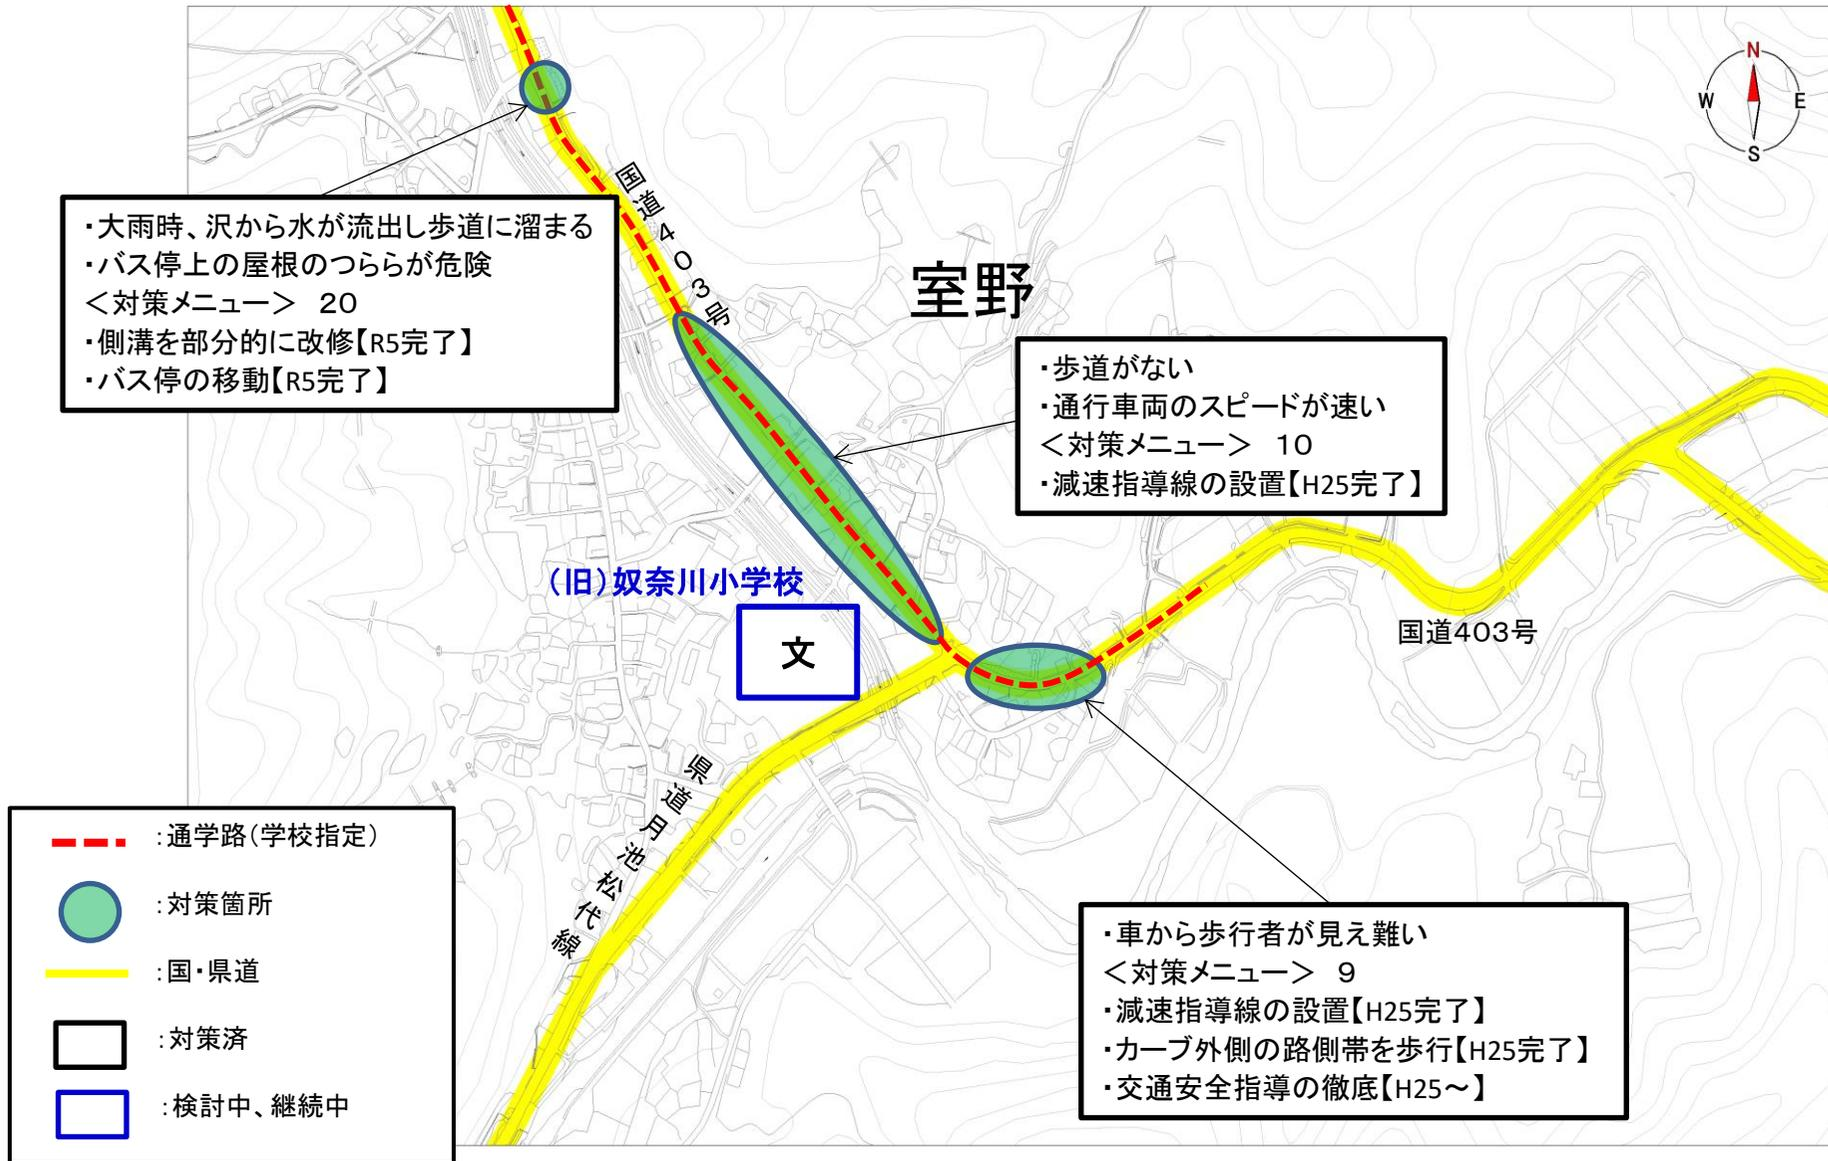 N
W
E
S
国道403号
・大雨時、沢から水が流出し歩道に溜まる
・バス停上の屋根のつららが危険
＜対策メニュー＞ 20
・側溝を部分的に改修【R5完了】
・バス停の移動【R5完了】
室野
・歩道がない
・通行車両のスピードが速い
＜対策メニュー＞ 10
・減速指導線の設置【H25完了】
(旧)奴奈川小学校
文
国道403号
県道月池松代線
:通学路(学校指定)
:対策箇所
:国・県道
:対策済
:検討中、継続中
・車から歩行者が見え難い
＜対策メニュー＞ 9
・減速指導線の設置【H25完了】
・カーブ外側の路側帯を歩行【H25完了】
・交通安全指導の徹底【H25～】